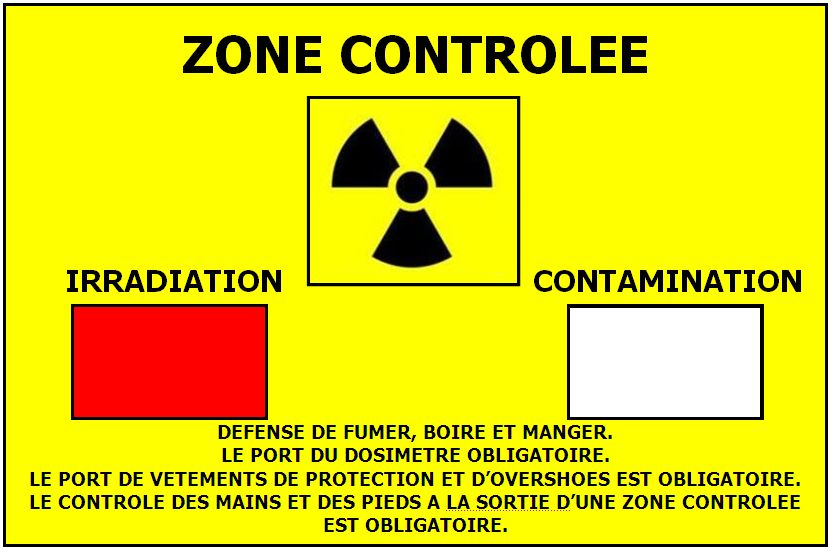 ZONE CONTROLEE
IRRADIATION
CONTAMINATION
DEFENSE DE FUMER, BOIRE ET MANGER.
LE PORT DU DOSIMETRE OBLIGATOIRE.
LE PORT DE VETEMENTS DE PROTECTION ET D’OVERSHOES EST OBLIGATOIRE.
LE CONTROLE DES MAINS ET DES PIEDS A LA SORTIE D’UNE ZONE CONTROLEE
EST OBLIGATOIRE.